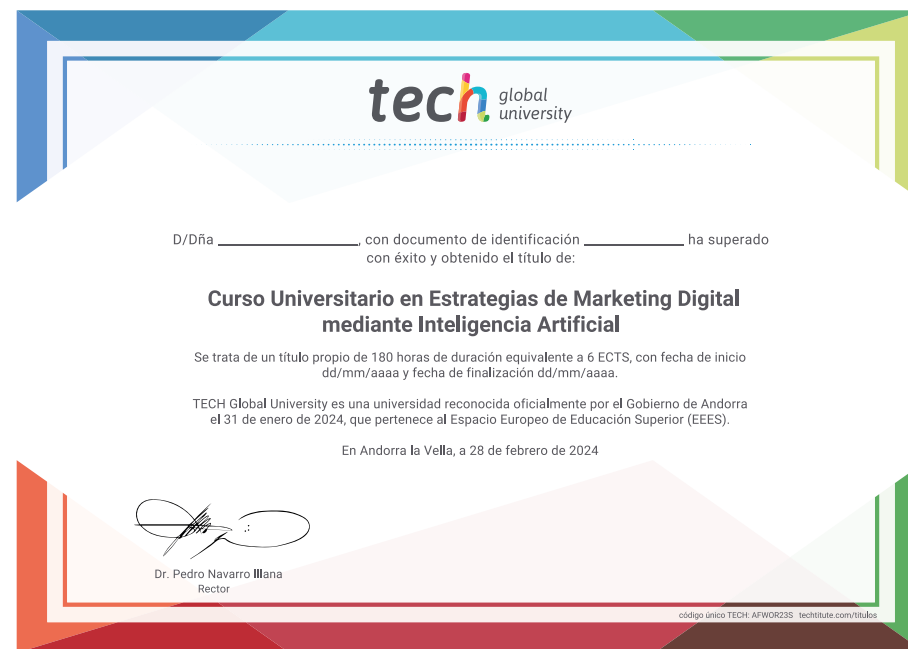 tech global university
D/Dña ____________, con documento de identificación ____________ ha superado
con éxito y obtenido el título de:
Curso Universitario en Estrategias de Marketing Digital
mediante Inteligencia Artificial
Se trata de un título propio de 180 horas de duración equivalente a 6 ECTS, con fecha de inicio
dd/mm/aaaa y fecha de finalización dd/mm/aaaa.
TECH Global University es una universidad reconocida oficialmente por el Gobierno de Andorra
el 31 de enero de 2024, que pertenece al Espacio Europeo de Educación Superior (EEES).
En Andorra la Vella, a 28 de febrero de 2024
Dr. Pedro Navarro Illana
Rector
código único TECH: AFWOR23S techtitute.com/titulos